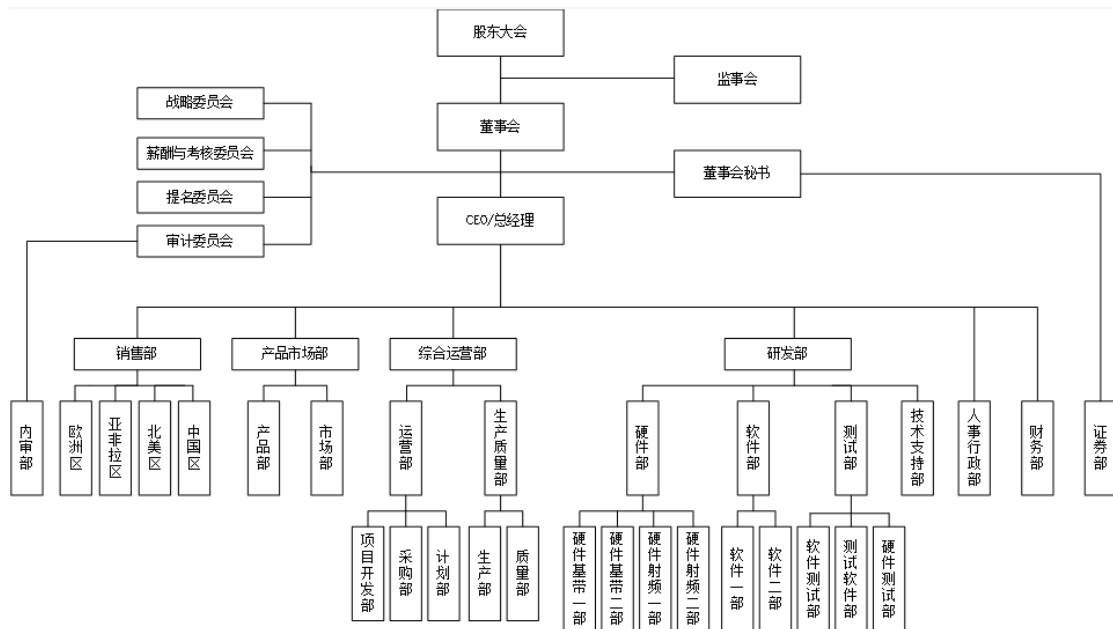 股东大会
监事会
战略委员会
董事会
薪酬与考核委员会
董事会秘书
提名委员会
CEO/总经理
审计委员会
销售部
产品市场部
综合运营部
研发部
内审部
欧洲区
亚非拉区
北美区
中国区
产品部
市场部
运营部
生产质量部
硬件部
软件部
测试部
技术支持部
人事行政部
财务部
证券部
项目开发部
采购部
计划部
生产部
质量部
硬件基带一部
硬件基带二部
硬件射频一部
硬件射频二部
软件一部
软件二部
软件测试部
测试软件部
硬件测试部